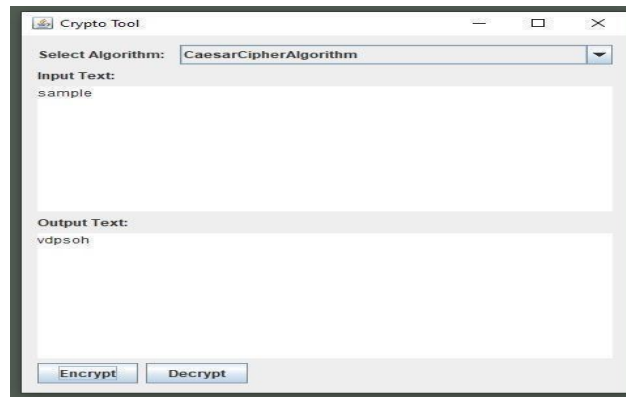 Crypto Tool
Select Algorithm: CaesarCipherAlgorithm
Input Text:
sample
Output Text:
vdpsoh
Encrypt Decrypt